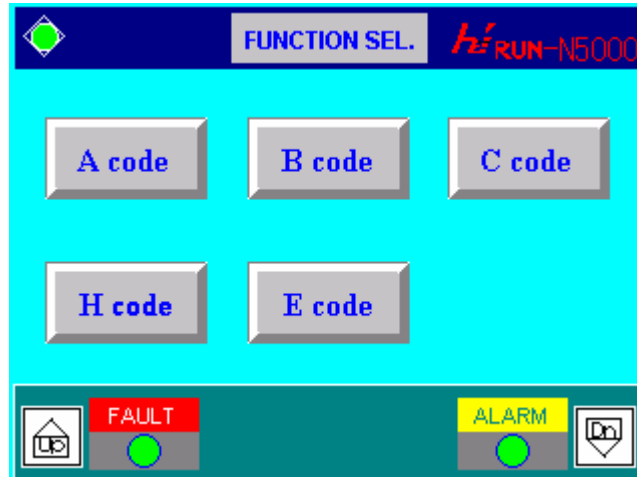 FUNCTION SEL.
hi RUN-N5000
A code
B code
C code
H code
E code
FAULT
ALARM
Up
Dn